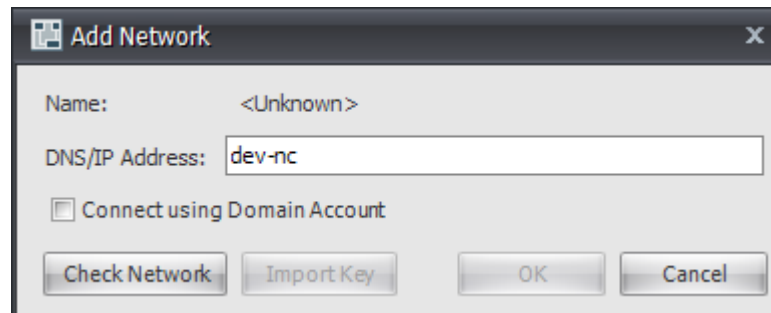 Add Network
Name: <Unknown>
DNS/IP Address: dev-nc
Connect using Domain Account
Check Network Import Key OK Cancel